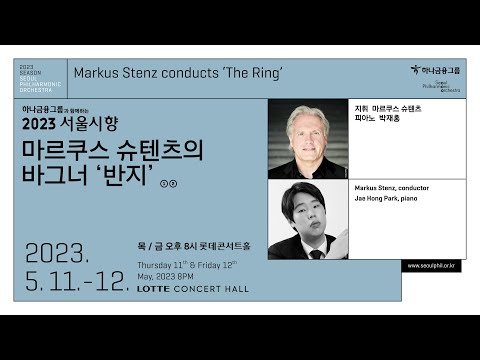 2023
SEASON
SEOUL
PHILHARMONIC
ORCHESTRA
Markus Stenz conducts ‘The Ring’
하나금융그룹
Seoul
Philharmonic
Orchestra
하나금융그룹과 함께하는
2023 서울시향
마르쿠스 슈텐츠의
바그너 ‘반지’ ①②
지휘 마르쿠스 슈텐츠
피아노 박재홍
Markus Stenz, conductor
Jae Hong Park, piano
2023.
5. 11.-12.
목 / 금 오후 8시 롯데콘서트홀
Thursday 11th & Friday 12th
May, 2023 8PM
LOTTE CONCERT HALL
www.seoulphil.or.kr